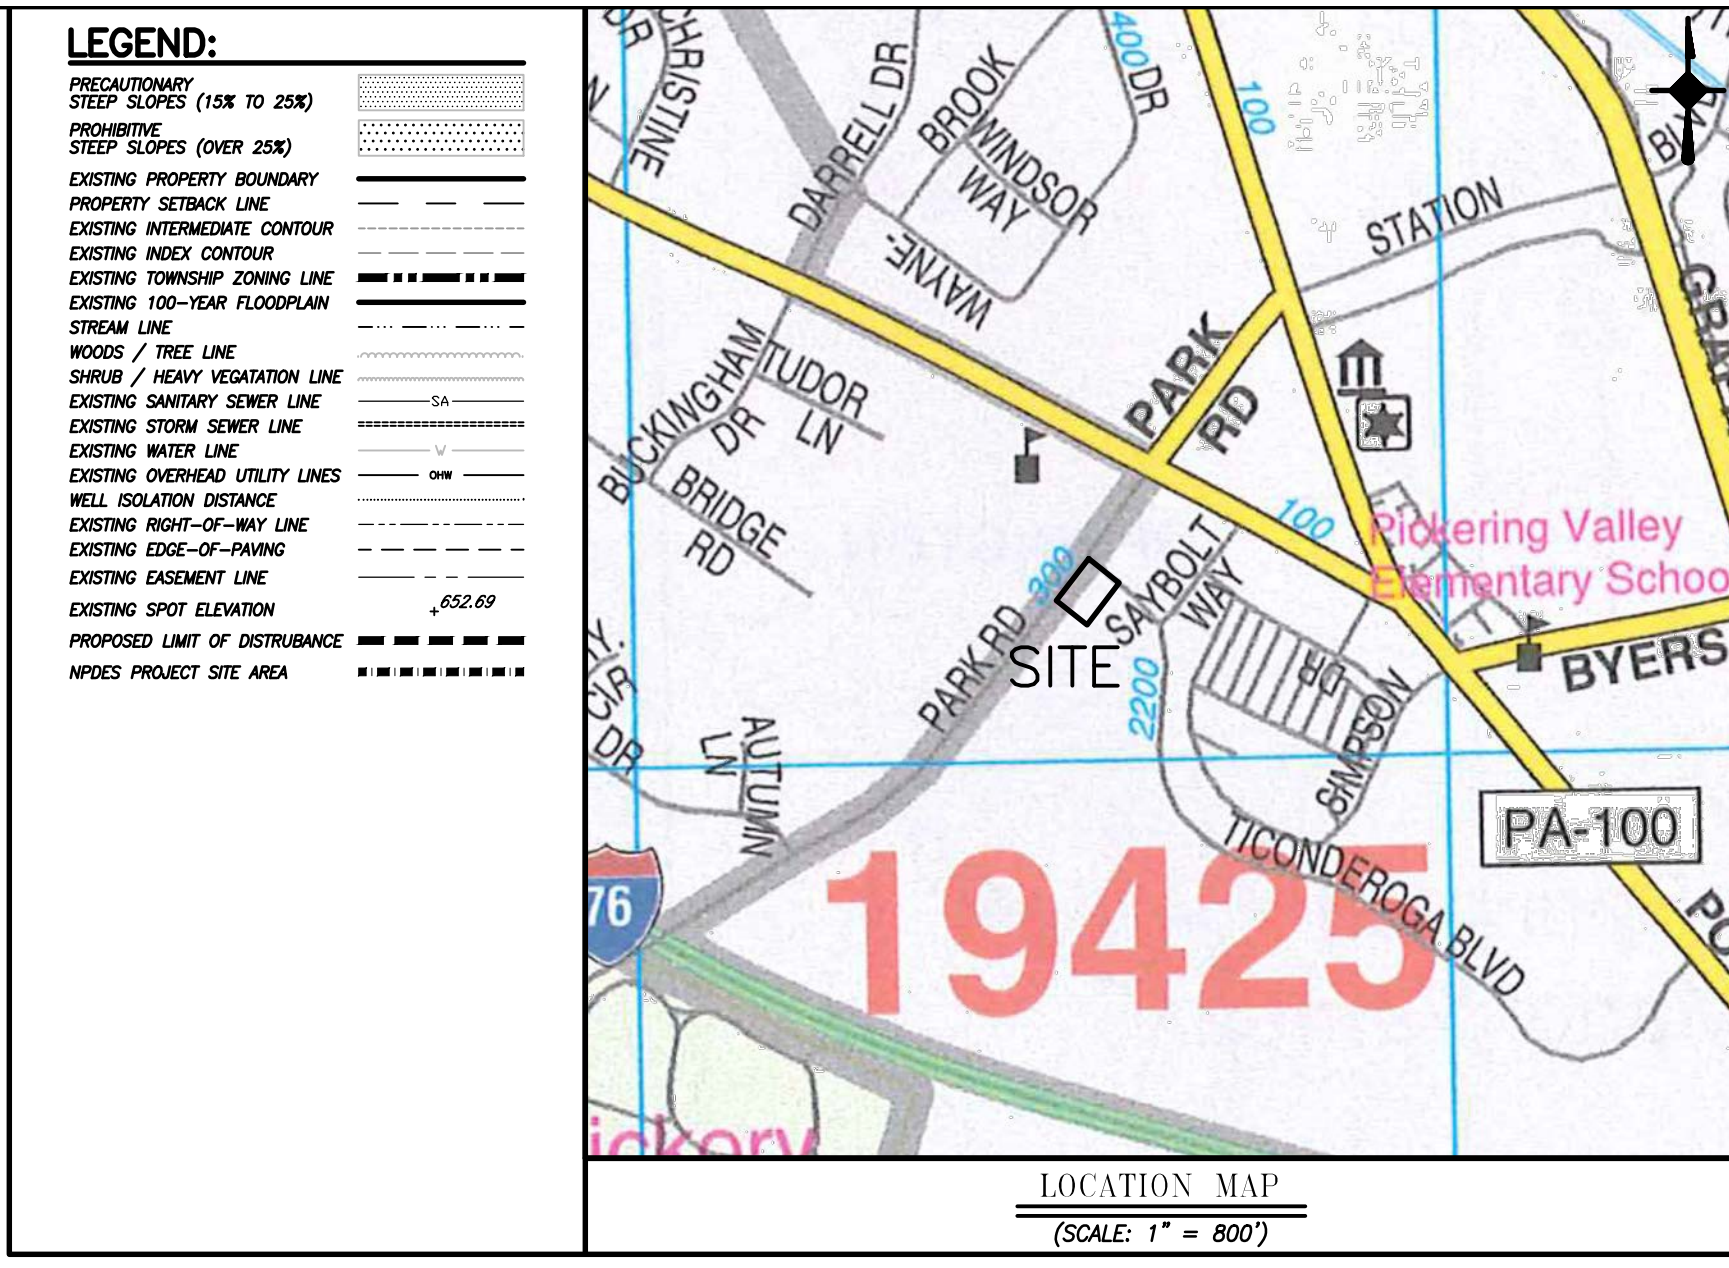 LEGEND:
PRECAUTIONARY
STEEP SLOPES (15% TO 25%)
PROHIBITIVE
STEEP SLOPES (OVER 25%)
EXISTING PROPERTY BOUNDARY
PROPERTY SETBACK LINE
EXISTING INTERMEDIATE CONTOUR
EXISTING INDEX CONTOUR
EXISTING TOWNSHIP ZONING LINE
EXISTING 100-YEAR FLOODPLAIN
STREAM LINE
WOODS / TREE LINE
SHRUB / HEAVY VEGATATION LINE
EXISTING SANITARY SEWER LINE
SA
EXISTING STORM SEWER LINE
EXISTING WATER LINE
W
EXISTING OVERHEAD UTILITY LINES
OHW
WELL ISOLATION DISTANCE
EXISTING RIGHT-OF-WAY LINE
EXISTING EDGE-OF-PAVING
EXISTING EASEMENT LINE
EXISTING SPOT ELEVATION
+652.69
PROPOSED LIMIT OF DISTRUBANCE
NPDES PROJECT SITE AREA
DR
CHRISTINE
DARRELL DR
BROOK
WINDSOR
WAY
400
DR
100
WAYNE-
STATION
BLVD
PARK
RD
BUCKINGHAM
DR
TUDOR
LN
BRIDGE
RD
100
Pickering Valley
Elementary Schoo
300
SAYBOLT
WAY
SITE
PARK RD
2200
DR
SIMPSON
BYERS
CIR
DR
AUTUMN
LN
PA-100
TICONDEROGA BLVD
19425
76
ickory
LOCATION MAP
(SCALE: 1" = 800')